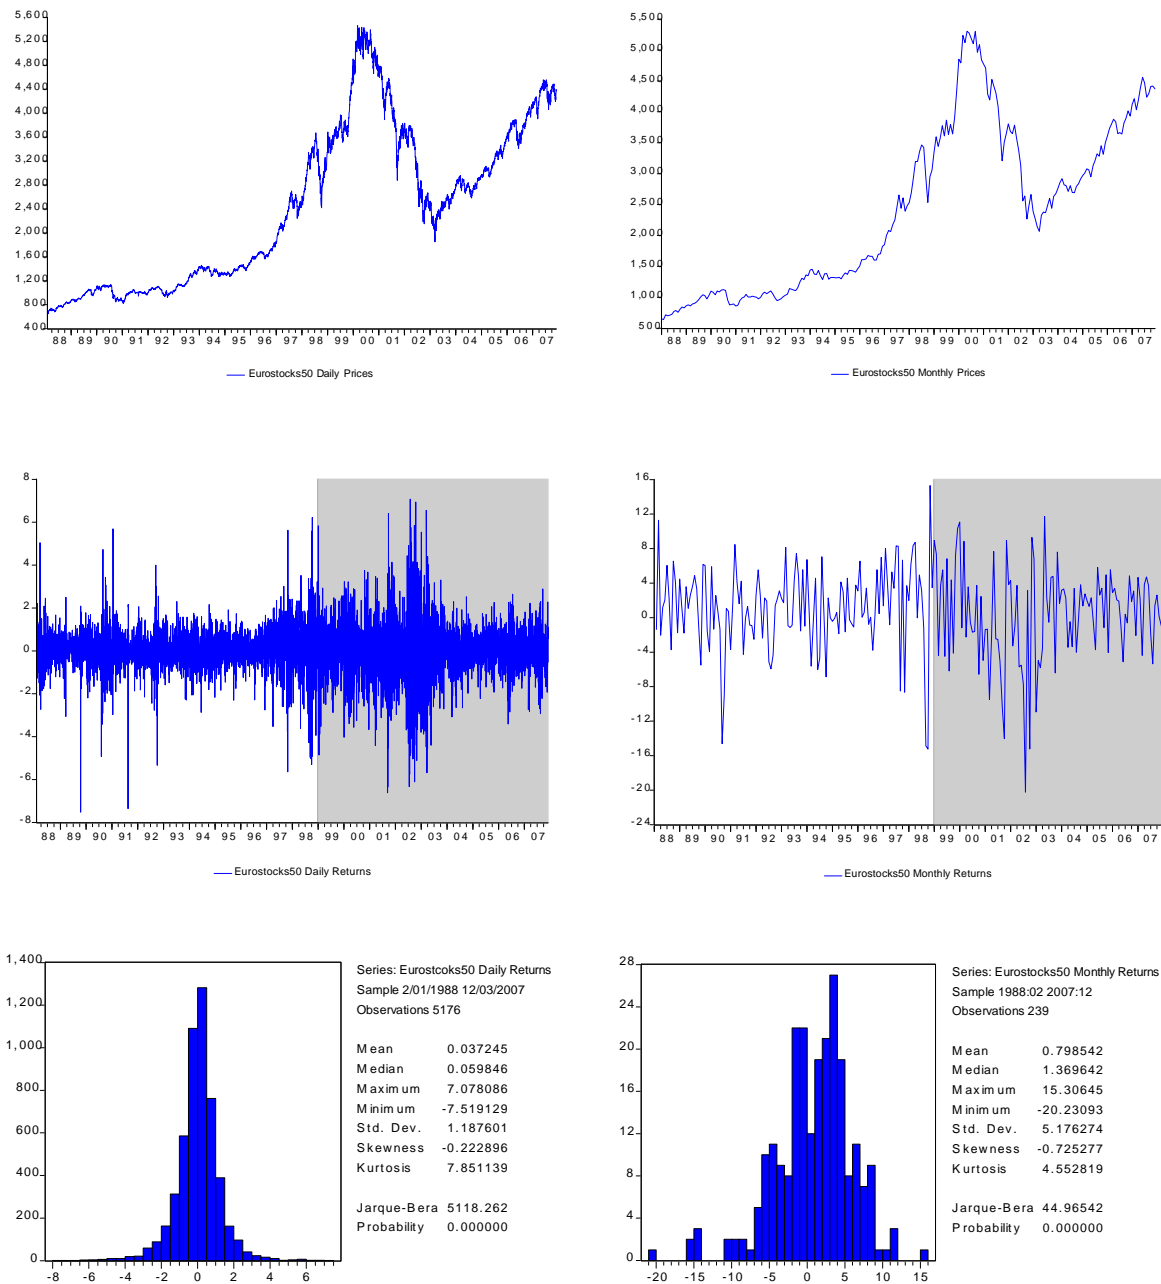 5,600
5,200
4,800
4,400
4,000
3,600
3,200
2,800
2,400
2,000
1,600
1,200
800
400
88 89 90 91 92 93 94 95 96 97 98 99 00 01 02 03 04 05 06 07
Eurostocks50 Daily Prices
5,500
5,000
4,500
4,000
3,500
3,000
2,500
2,000
1,500
1,000
500
88 89 90 91 92 93 94 95 96 97 98 99 00 01 02 03 04 05 06 07
Eurostocks50 Monthly Prices
8
6
4
2
0
-2
-4
-6
-8
88 89 90 91 92 93 94 95 96 97 98 99 00 01 02 03 04 05 06 07
Eurostocks50 Daily Returns
16
12
8
4
0
-4
-8
-12
-16
-20
-24
88 89 90 91 92 93 94 95 96 97 98 99 00 01 02 03 04 05 06 07
Eurostocks50 Monthly Returns
1,400
1,200
1,000
800
600
400
200
0
-8 -6 -4 -2 0 2 4 6
Series: Eurostcoks50 Daily Returns
Sample 2/01/1988 12/03/2007
Observations 5176
Mean 0.037245
Median 0.059846
Maximum 7.078086
Minimum -7.519129
Std. Dev. 1.187601
Skewness -0.222896
Kurtosis 7.851139
Jarque-Bera 5118.262
Probability 0.000000
28
24
20
16
12
8
4
0
-20 -15 -10 -5 0 5 10 15
Series: Eurostocks50 Monthly Returns
Sample 1988:02 2007:12
Observations 239
Mean 0.798542
Median 1.369642
Maximum 15.30645
Minimum -20.23093
Std. Dev. 5.176274
Skewness -0.725277
Kurtosis 4.552819
Jarque-Bera 44.96542
Probability 0.000000